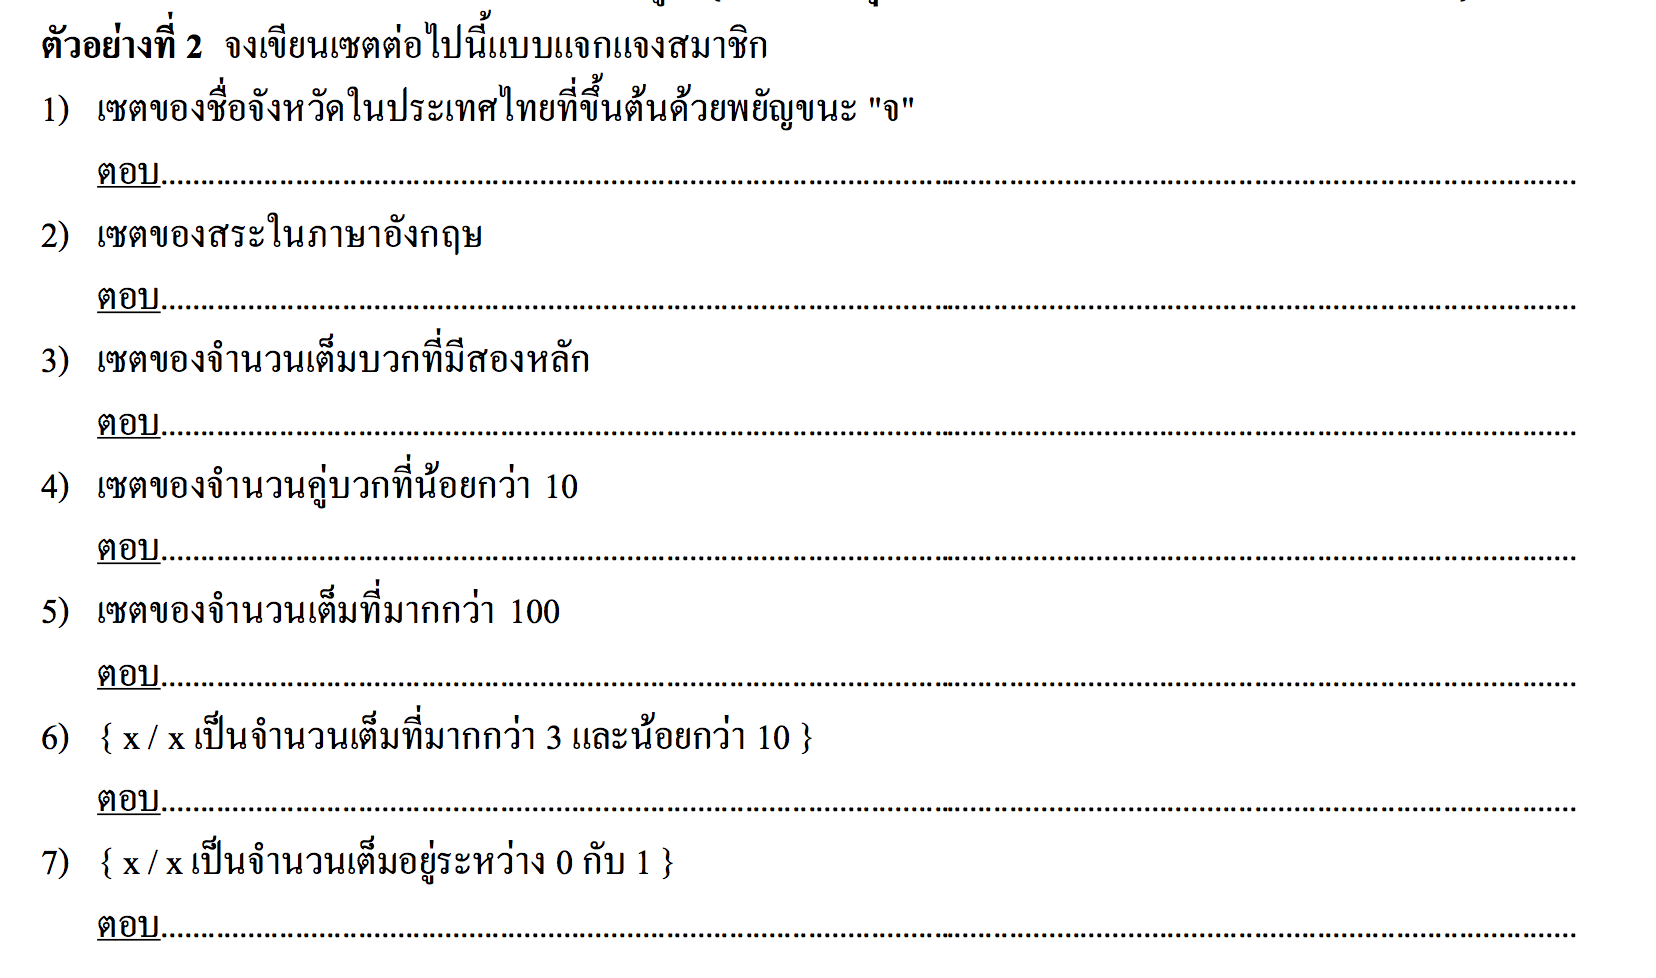 ตัวอย่างที่ 2 จงเขียนเซตต่อไปนี้แบบแจกแจงสมาชิก
1) เซตของชื่อจังหวัดในประเทศไทยที่ขึ้นต้นด้วยพยัญขนะ "จ"
ตอบ..............................................................................................................................
2) เซตของสระในภาษาอังกฤษ
ตอบ..............................................................................................................................
3) เซตของจำนวนเต็มบวกที่มีสองหลัก
ตอบ..............................................................................................................................
4) เซตของจำนวนคู่บวกที่น้อยกว่า 10
ตอบ..............................................................................................................................
5) เซตของจำนวนเต็มที่มากกว่า 100
ตอบ..............................................................................................................................
6) { x / x เป็นจำนวนเต็มที่มากกว่า 3 และน้อยกว่า 10 }
ตอบ..............................................................................................................................
7) { x / x เป็นจำนวนเต็มอยู่ระหว่าง 0 กับ 1 }
ตอบ..............................................................................................................................